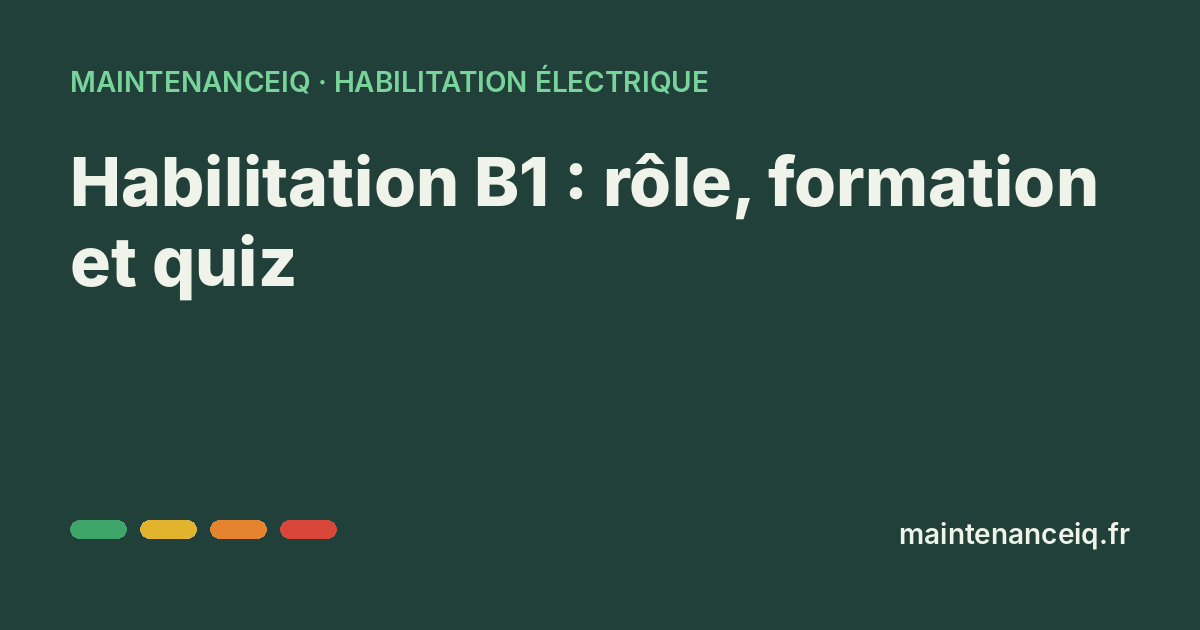 MAINTENANCEIQ · HABILITATION ÉLECTRIQUE
Habilitation B1 : rôle, formation
et quiz
maintenanceiq.fr